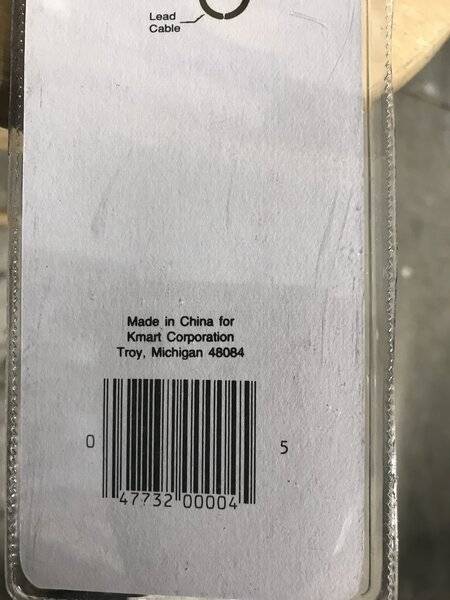 Lead
Cable
Made in China for
Kmart Corporation
Troy, Michigan 48084
0 47732 00004 5